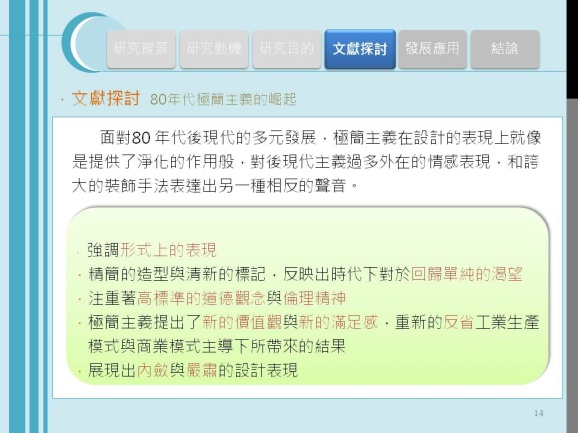 研究背景 研究動機 研究目的 文獻探討 發展應用 結論
· 文獻探討 80年代極簡主義的崛起
面對80 年代後現代的多元發展，極簡主義在設計的表現上就像
是提供了淨化的作用般，對後現代主義過多外在的情感表現，和誇
大的裝飾手法表達出另一種相反的聲音。
· 強調形式上的表現
· 精簡的造型與清新的標記，反映出時代下對於回歸單純的渴望
· 注重著高標準的道德觀念與倫理精神
· 極簡主義提出了新的價值觀與新的滿足感，重新的反省工業生產
模式與商業模式主導下所帶來的結果
· 展現出內斂與嚴肅的設計表現
14